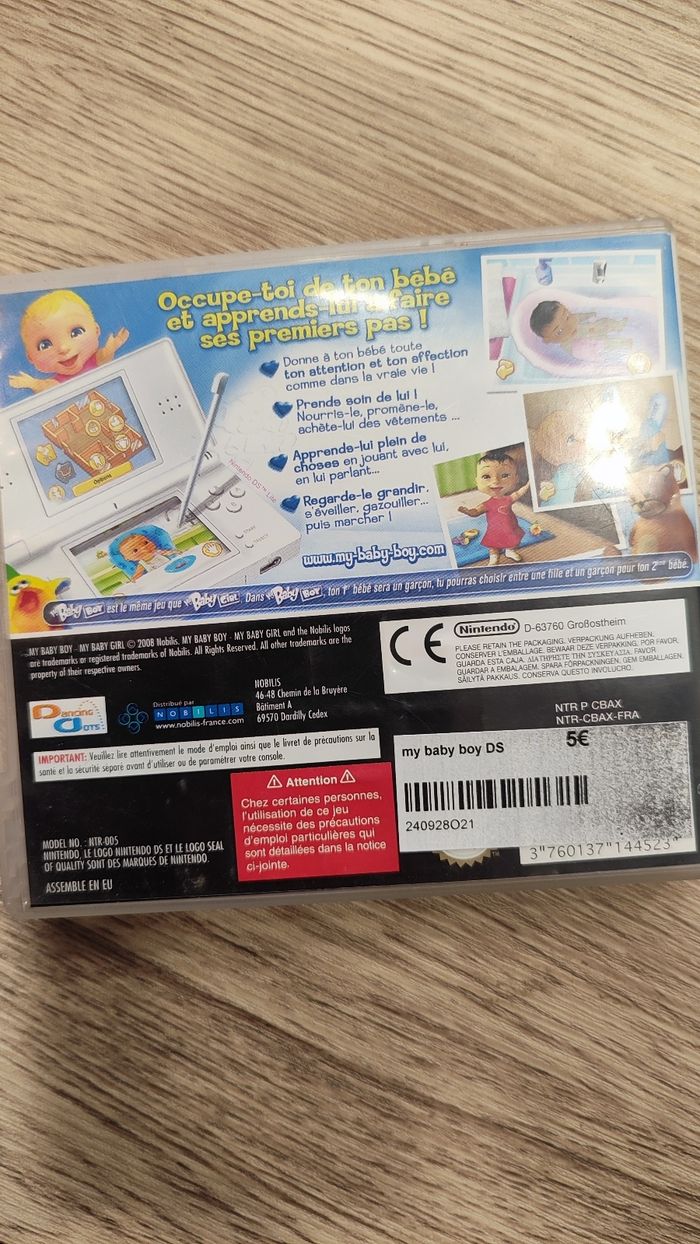 Occupe-toi de ton bébé
et apprends-lui à faire
ses premiers pas !
Donne à ton bébé toute
ton attention et ton affection
comme dans la vraie vie !
Prends soin de lui !
Nourris-le, promène-le,
achète-lui des vêtements ...
Apprends-lui plein de
choses en jouant avec lui,
en lui parlant...
Regarde-le grandir,
s'éveiller, gazouiller...
puis marcher !
Options
Nintendo DS™ Lite
START
SELECT
www.my-baby-boy.com
My Baby Boy est le même jeu que My Baby Girl. Dans My Baby Boy, ton 1er bébé sera un garçon, tu pourras choisir entre une fille et un garçon pour ton 2ème bébé.
MY BABY BOY - MY BABY GIRL © 2008 Nobilis. MY BABY BOY - MY BABY GIRL and the Nobilis logos
are trademarks or registered trademarks of Nobilis. All Rights Reserved. All other trademarks are the
property of their respective owners.
Dancing
Dots
Distribué par
NOBILIS
www.nobilis-france.com
NOBILIS
46-48 Chemin de la Bruyère
Bâtiment A
69570 Dardilly Cedex
CE
Nintendo D-63760 Großostheim
PLEASE RETAIN THE PACKAGING. VERPACKUNG AUFHEBEN.
CONSERVER L'EMBALLAGE. BEWAAR DEZE VERPAKKING. POR FAVOR,
GUARDA ESTA CAJA. ΔΙΑΤΗΡΗΣΤΕ ΤΗΝ ΣΥΣΚΕΥΑΣΙΑ. FAVOR
GUARDAR A EMBALAGEM. SPARA FÖRPACKNINGEN. GEM EMBALLAGEN.
SÄILYTÄ PAKKAUS. CONSERVA QUESTO INVOLUCRO.
NTR P CBAX
NTR-CBAX-FRA
IMPORTANT: Veuillez lire attentivement le mode d'emploi ainsi que le livret de précautions sur la
santé et la sécurité séparé avant d'utiliser ou de paramétrer votre console.
Attention
Chez certaines personnes,
l'utilisation de ce jeu
nécessite des précautions
d'emploi particulières qui
sont détaillées dans la notice
ci-jointe.
my baby boy DS
5€
240928O21
3 760137 144523
MODEL NO. : NTR-005
NINTENDO, LE LOGO NINTENDO DS ET LE LOGO SEAL
OF QUALITY SONT DES MARQUES DE NINTENDO.
ASSEMBLE EN EU
TM